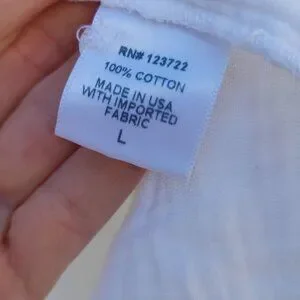 RN# 123722
100% COTTON
MADE IN USA
WITH IMPORTED
FABRIC
L